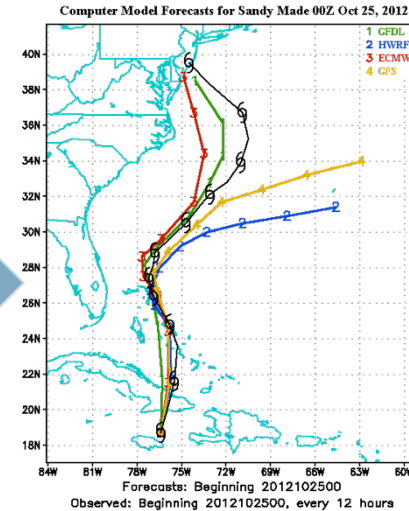 Computer Model Forecasts for Sandy Made 00Z Oct 25, 2012
1 GFDL
2 HWRF
3 ECMW
4 GFS
40N
38N
36N
34N
32N
30N
28N
26N
24N
22N
20N
18N
84W 81W 78W 75W 72W 69W 66W 63W 60W
Forecasts: Beginning 2012102500
Observed: Beginning 2012102500, every 12 hours